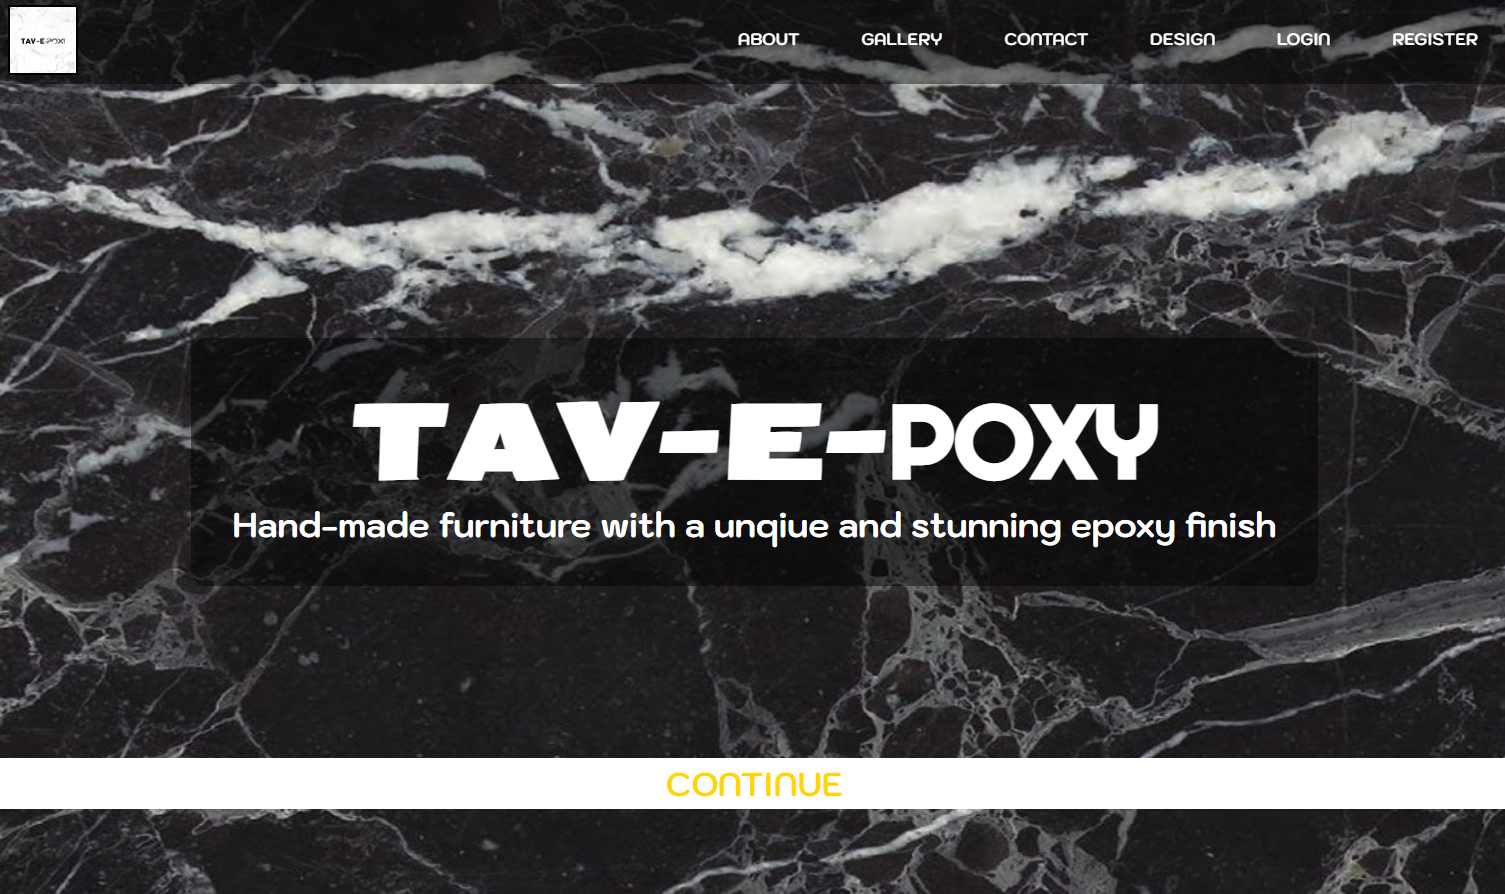 TAV-E-POXY
ABOUT GALLERY CONTACT DESIGN LOGIN REGISTER
TAV-E-POXY
Hand-made furniture with a unqiue and stunning epoxy finish
CONTINUE